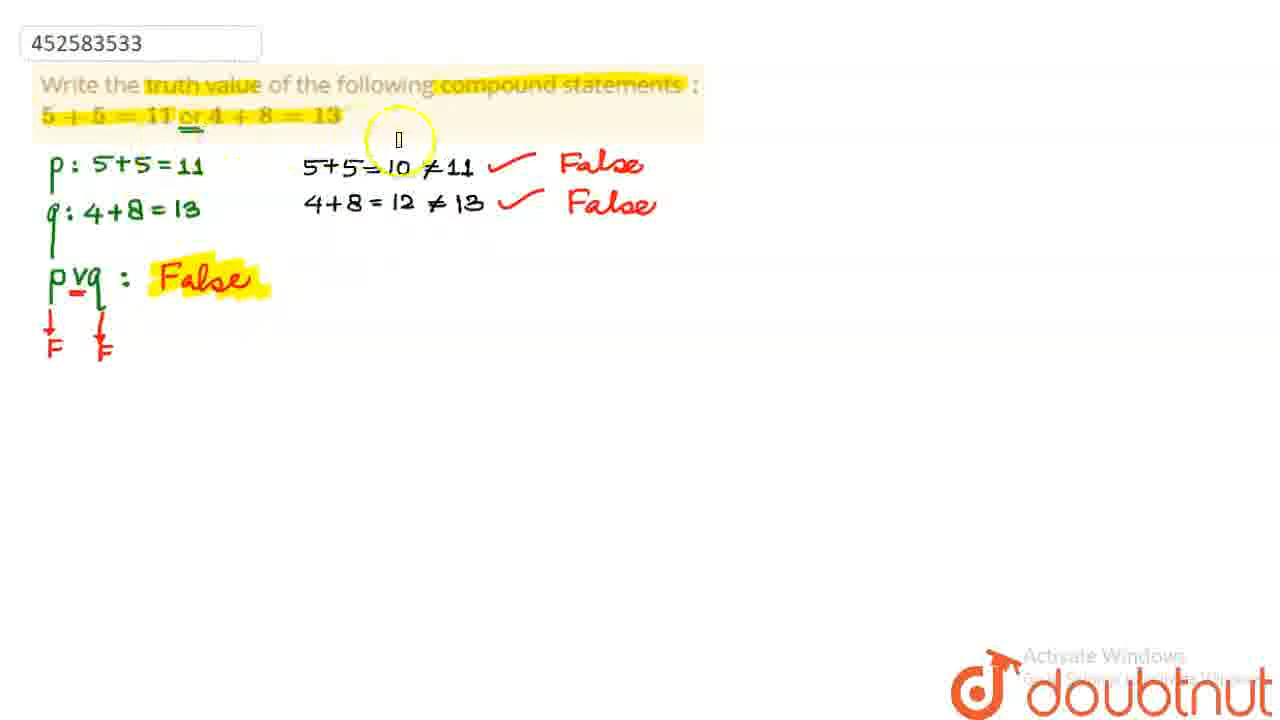 452583533
Write the truth value of the following compound statements :
5 + 5 = 11 or 4 + 8 = 13
p : 5+5 = 11 5+5 = 10 ≠ 11 ✓ False
q : 4+8 = 13 4+8 = 12 ≠ 13 ✓ False
p∨q : False
F F
Activate Windows
doubtnut